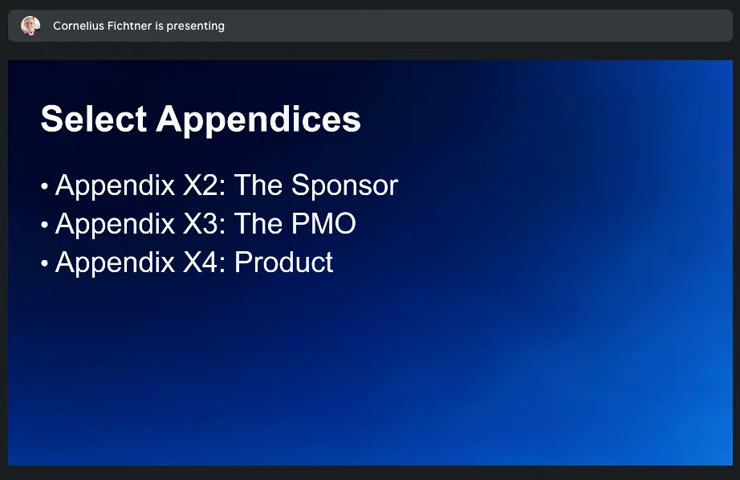 Cornelius Fichtner is presenting
Select Appendices
• Appendix X2: The Sponsor
• Appendix X3: The PMO
• Appendix X4: Product